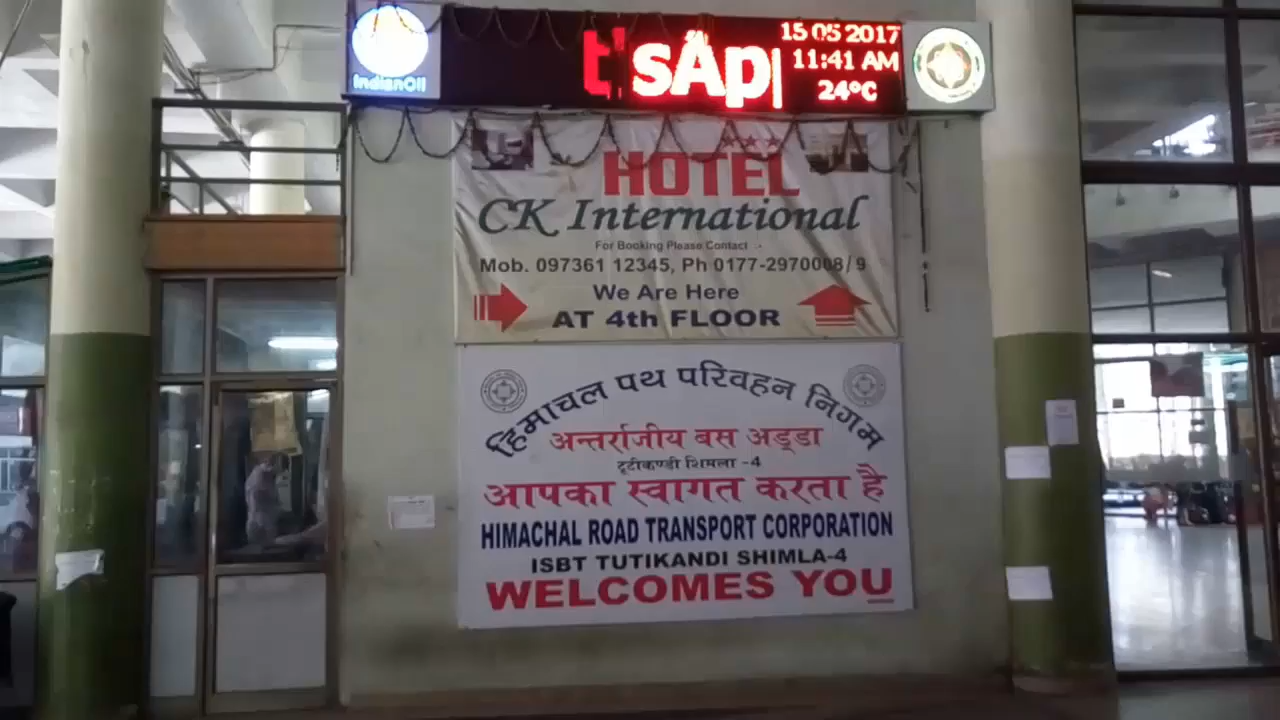 IndianOil
tsAp
15 05 2017
11:41 AM
24°C
HOTEL
CK International
For Booking Please Contact :-
Mob. 097361 12345, Ph 0177-2970008/9
We Are Here
AT 4th FLOOR
हिमाचल पथ परिवहन निगम
अन्तर्राजीय बस अड्डा
टूटीकण्डी शिमला -4
आपका स्वागत करता है
HIMACHAL ROAD TRANSPORT CORPORATION
ISBT TUTIKANDI SHIMLA-4
WELCOMES YOU